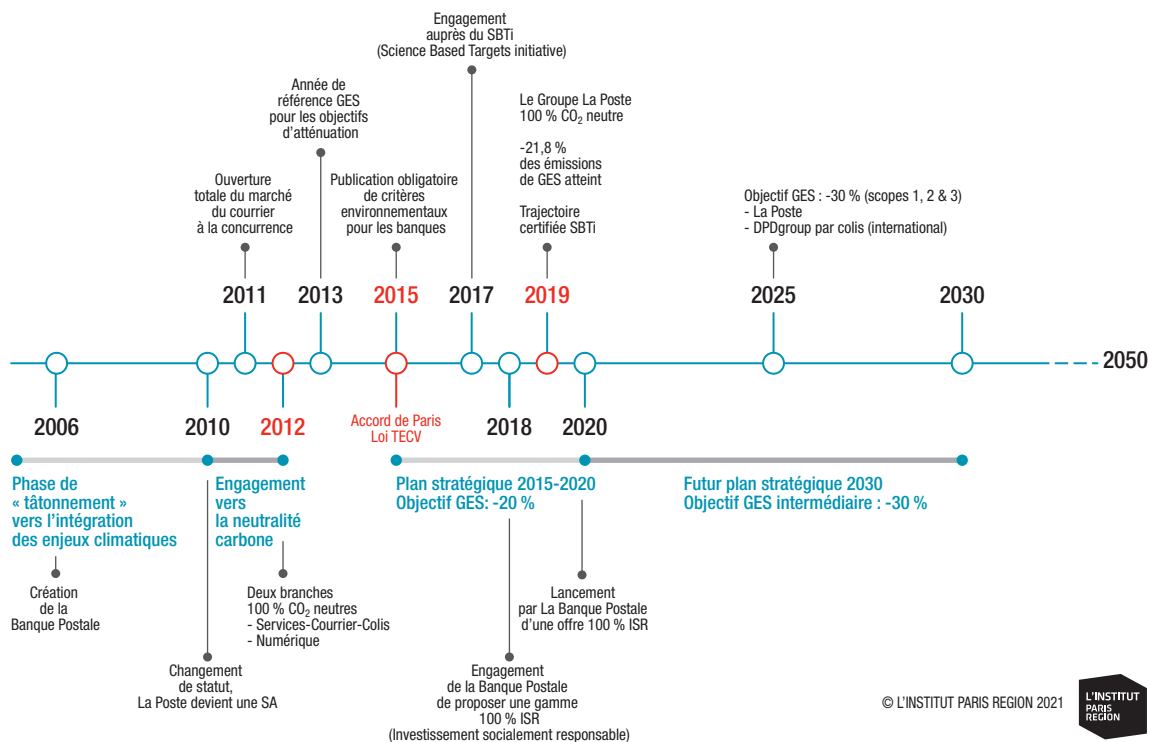 Engagement
auprès du SBTi
(Science Based Targets initiative)
Année de
référence GES
pour les objectifs
d'atténuation
Le Groupe La Poste
100 % CO₂ neutre
-21,8 %
des émissions
de GES atteint
Trajectoire
certifiée SBTi
Ouverture
totale du marché
du courrier
à la concurrence
Publication obligatoire
de critères
environnementaux
pour les banques
Objectif GES : -30 % (scopes 1, 2 & 3)
- La Poste
- DPDgroup par colis (international)
2011
2013
2015
2017
2019
2025
2030
2050
2006
2010
2012
Accord de Paris
Loi TECV
2018
2020
Phase de
« tâtonnement »
vers l'intégration
des enjeux climatiques
Engagement
vers
la neutralité
carbone
Plan stratégique 2015-2020
Objectif GES: -20 %
Futur plan stratégique 2030
Objectif GES intermédiaire : -30 %
Création
de la
Banque Postale
Deux branches
100 % CO₂ neutres
- Services-Courrier-Colis
- Numérique
Lancement
par La Banque Postale
d'une offre 100 % ISR
Changement
de statut,
La Poste devient une SA
Engagement
de la Banque Postale
de proposer une gamme
100 % ISR
(Investissement socialement responsable)
© L'INSTITUT PARIS REGION 2021
L'INSTITUT
PARIS
REGION